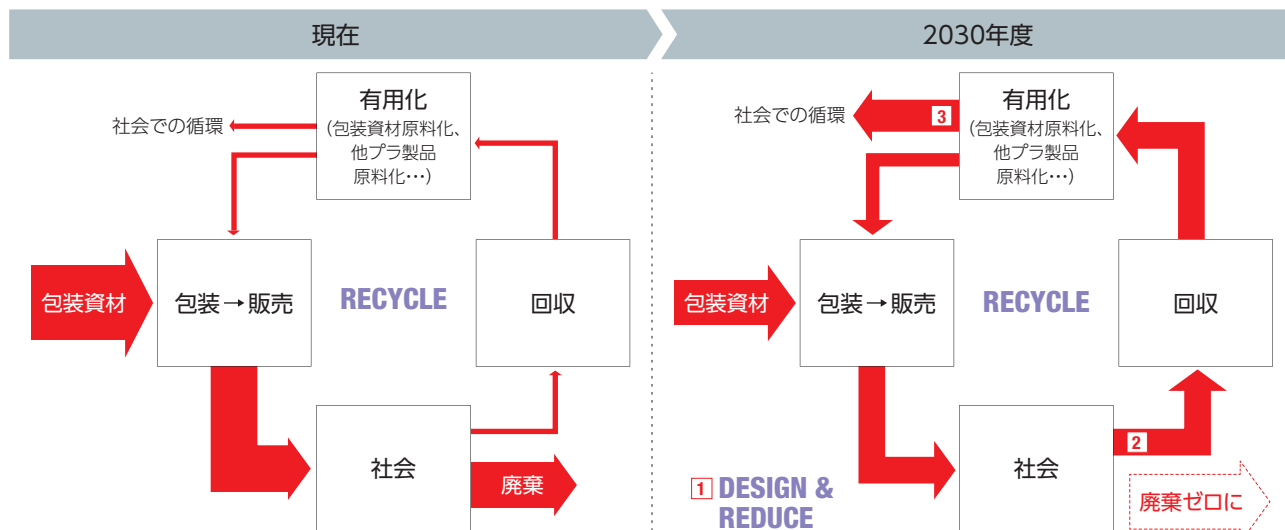 現在
有用化
(包装資材原料化、
他プラ製品
原料化・・・)
社会での循環
包装資材
包装→販売
RECYCLE
回収
社会
廃棄
2030年度
有用化
(包装資材原料化、
他プラ製品
原料化・・・)
社会での循環
3
包装資材
包装→販売
RECYCLE
回収
社会
2
1 DESIGN &
REDUCE
廃棄ゼロに